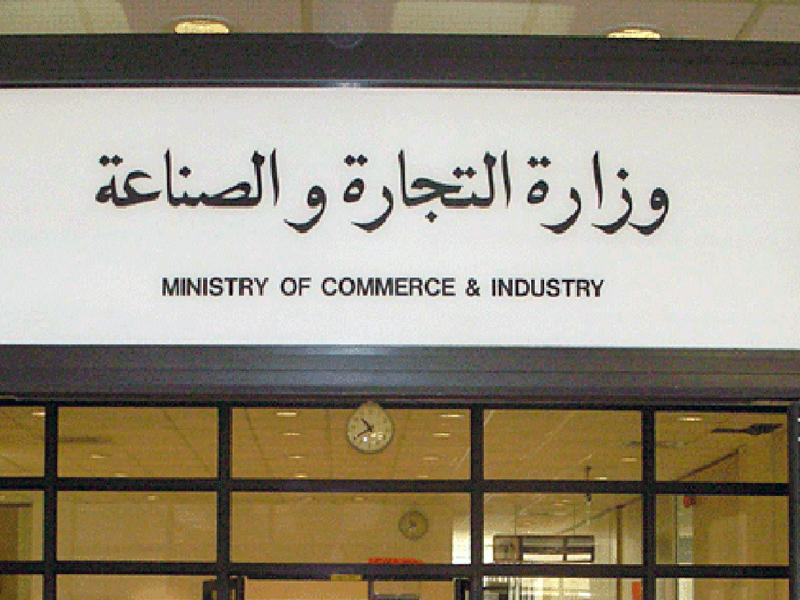 وزارة التجارة و الصناعة
MINISTRY OF COMMERCE & INDUSTRY